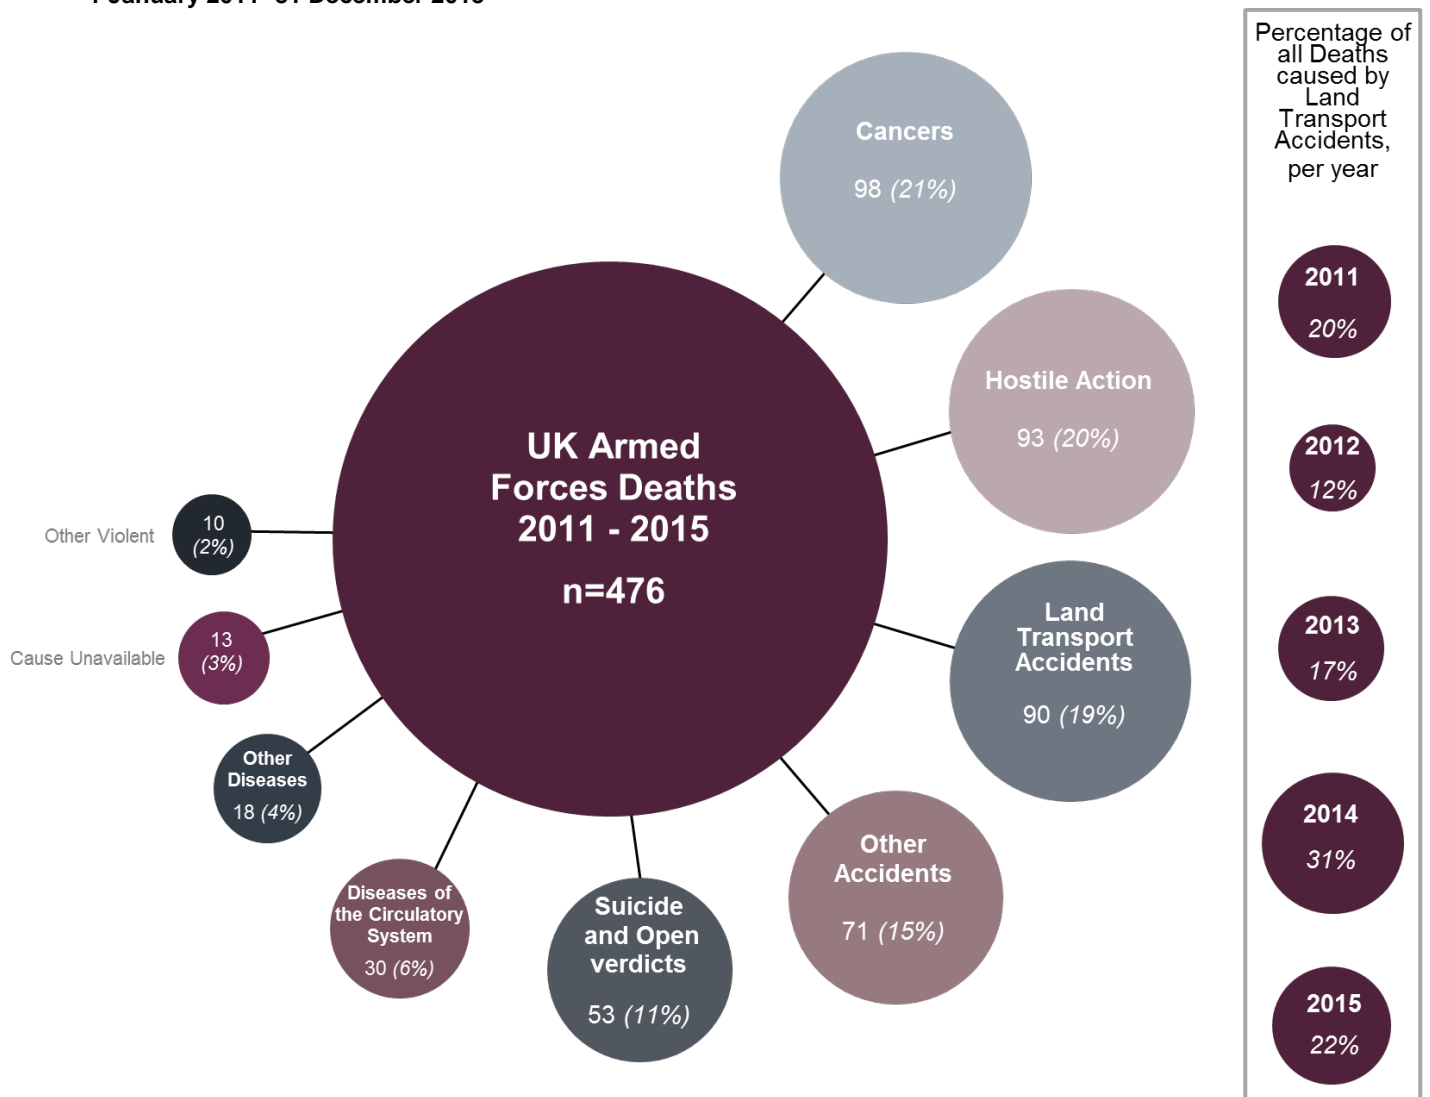 Percentage of
all Deaths
caused by
Land
Transport
Accidents,
per year
Cancers
98 (21%)
Hostile Action
93 (20%)
Land
Transport
Accidents
90 (19%)
Other
Accidents
71 (15%)
Suicide
and Open
verdicts
53 (11%)
Diseases of
the Circulatory
System
30 (6%)
Other
Diseases
18 (4%)
Cause Unavailable
13
(3%)
Other Violent
10
(2%)
UK Armed
Forces Deaths
2011 - 2015
n=476
2011
20%
2012
12%
2013
17%
2014
31%
2015
22%